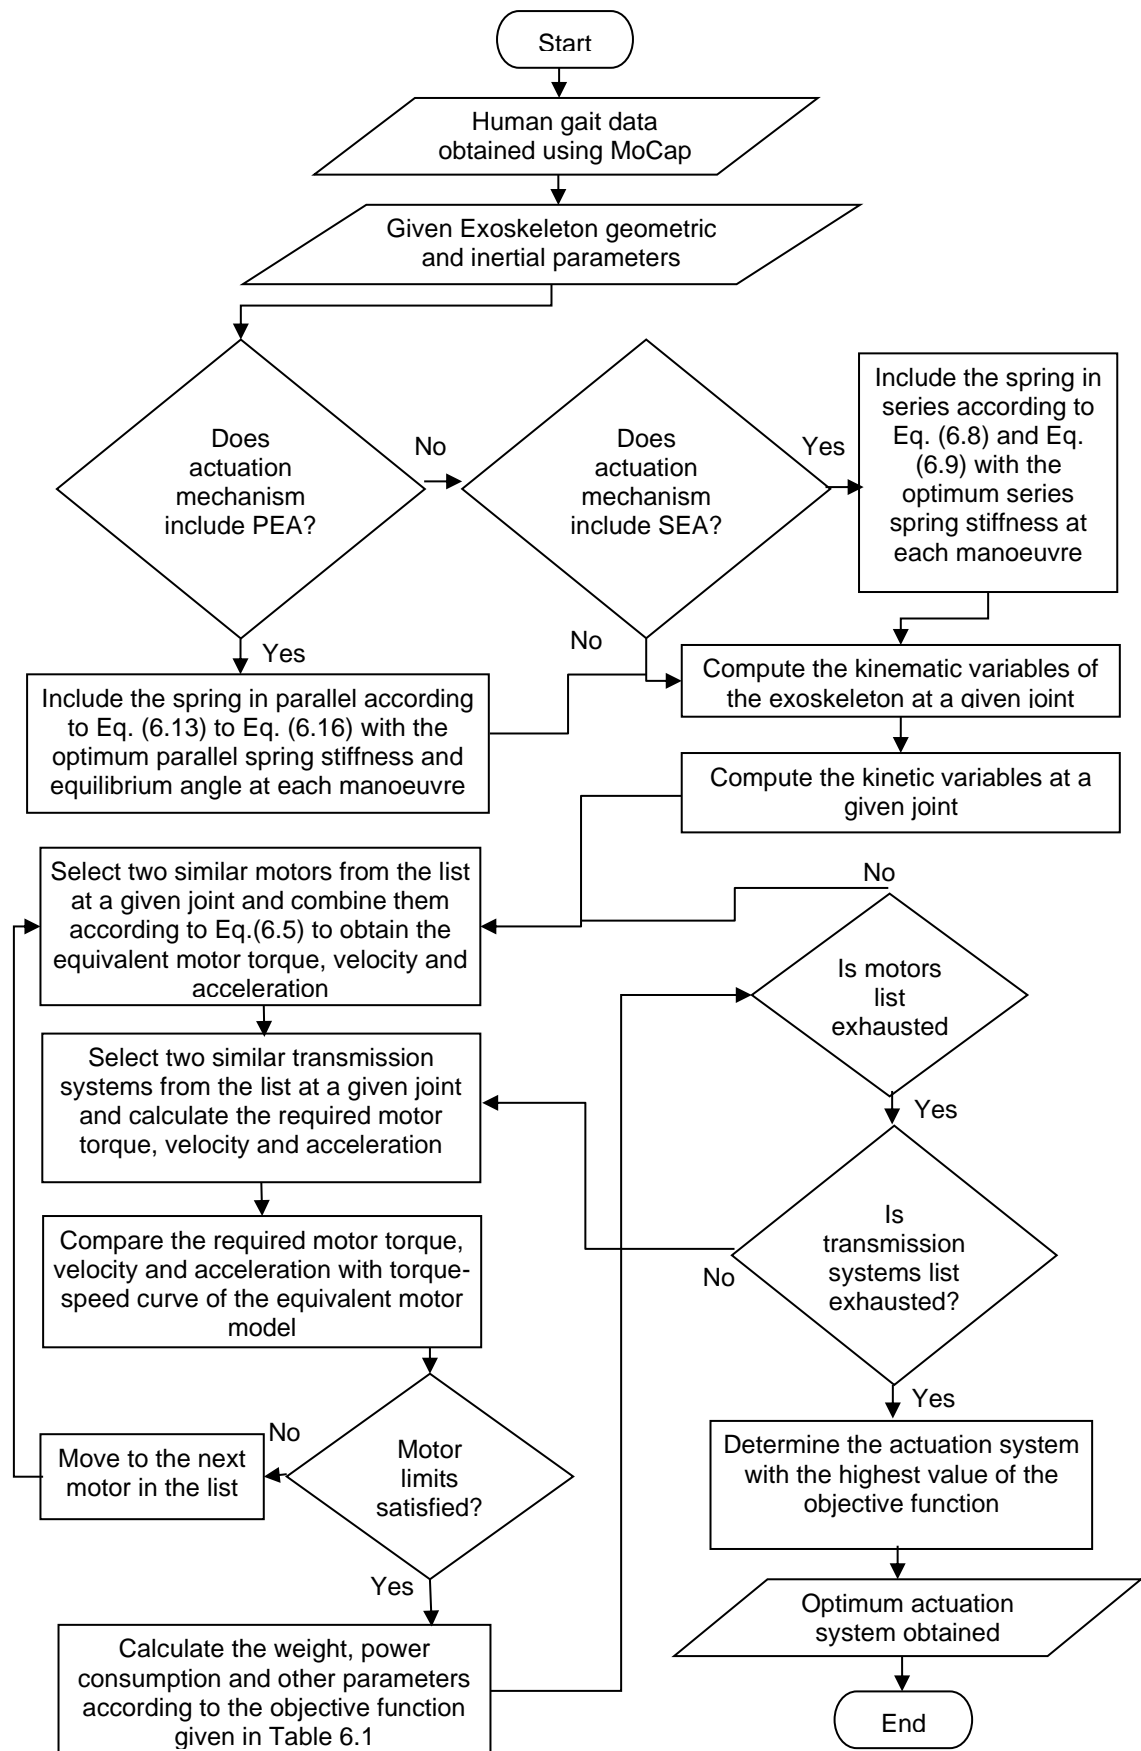 Start
Human gait data
obtained using MoCap
Given Exoskeleton geometric
and inertial parameters
Does
actuation
mechanism
include PEA?
No
Does
actuation
mechanism
include SEA?
Yes
Include the spring in
series according to
Eq. (6.8) and Eq.
(6.9) with the
optimum series
spring stiffness at
each manoeuvre
Yes
No
Include the spring in parallel according
to Eq. (6.13) to Eq. (6.16) with the
optimum parallel spring stiffness and
equilibrium angle at each manoeuvre
Compute the kinematic variables of
the exoskeleton at a given joint
Compute the kinetic variables at a
given joint
Select two similar motors from the list
at a given joint and combine them
according to Eq.(6.5) to obtain the
equivalent motor torque, velocity and
acceleration
No
Is motors
list
exhausted
Select two similar transmission
systems from the list at a given joint
and calculate the required motor
torque, velocity and acceleration
Yes
Compare the required motor torque,
velocity and acceleration with torque-
speed curve of the equivalent motor
model
Is
transmission
systems list
exhausted?
No
Yes
No
Move to the next
motor in the list
Motor
limits
satisfied?
Determine the actuation system
with the highest value of the
objective function
Yes
Calculate the weight, power
consumption and other parameters
according to the objective function
given in Table 6.1
Optimum actuation
system obtained
End